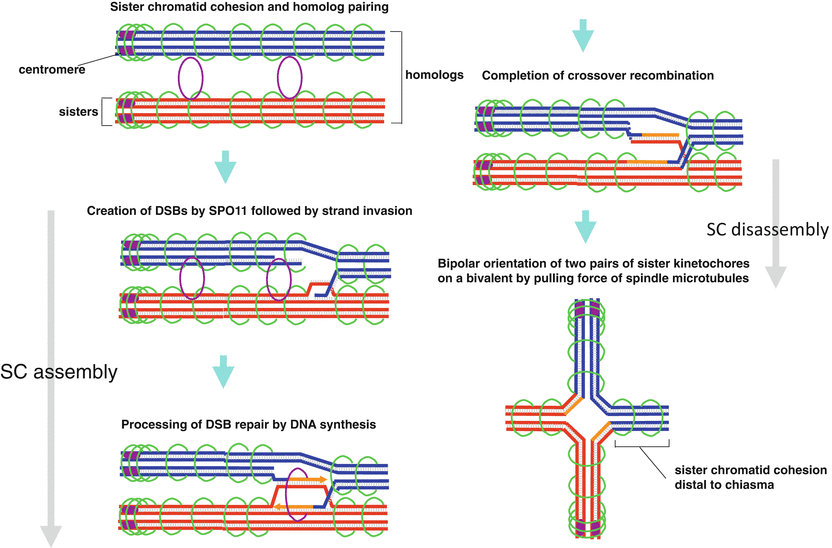 Sister chromatid cohesion and homolog pairing
centromere
homologs
sisters
Creation of DSBs by SPO11 followed by strand invasion
SC assembly
Processing of DSB repair by DNA synthesis
Completion of crossover recombination
SC disassembly
Bipolar orientation of two pairs of sister kinetochores
on a bivalent by pulling force of spindle microtubules
sister chromatid cohesion
distal to chiasma